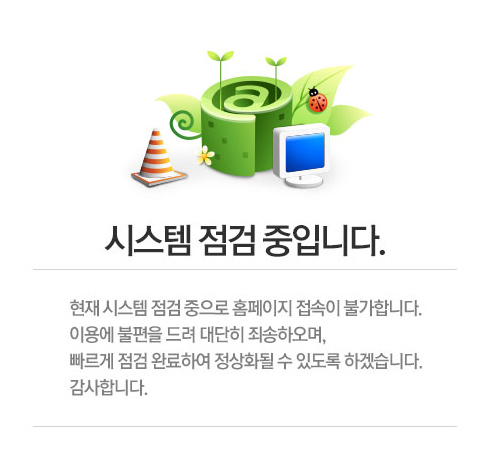 시스템 점검 중입니다.
현재 시스템 점검 중으로 홈페이지 접속이 불가합니다.
이용에 불편을 드려 대단히 죄송하오며,
빠르게 점검 완료하여 정상화될 수 있도록 하겠습니다.
감사합니다.